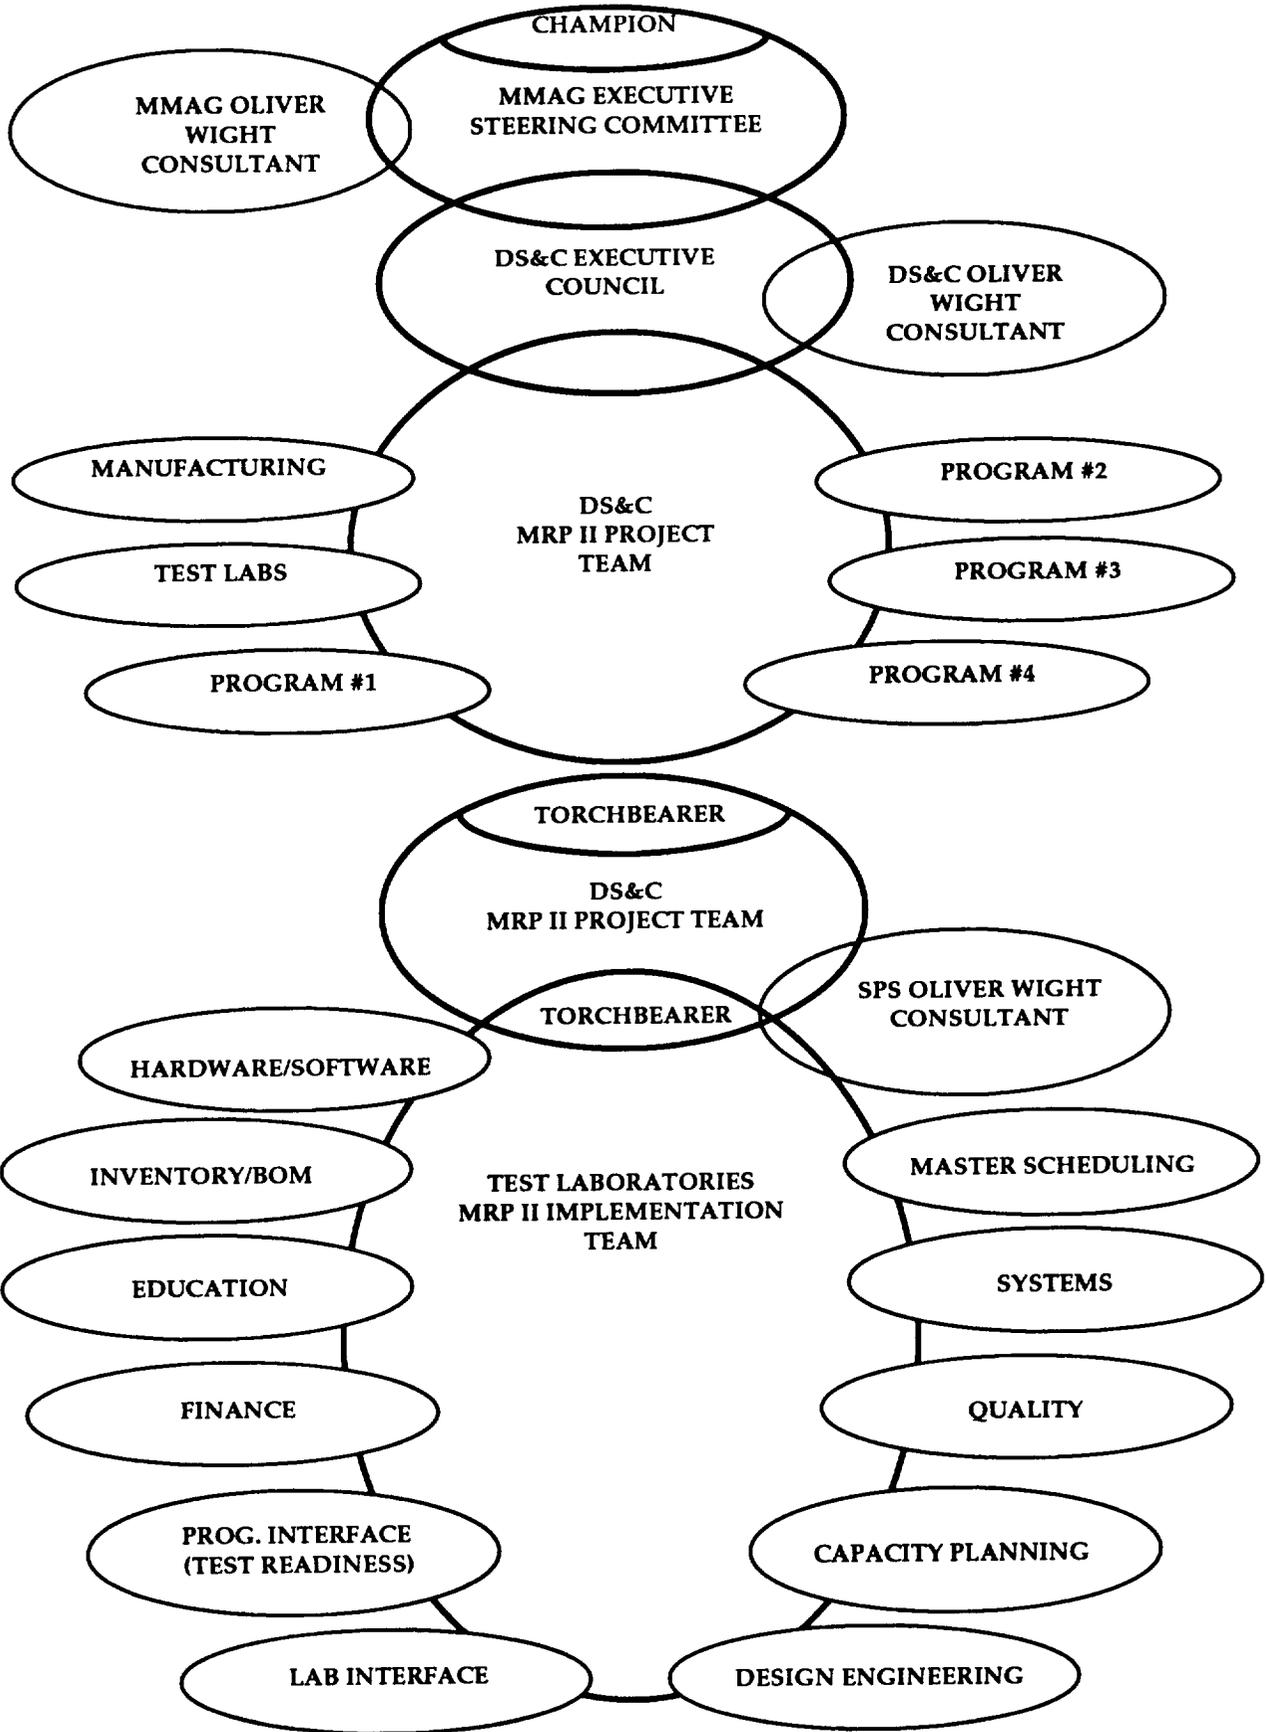 CHAMPION
MMAG EXECUTIVE
STEERING COMMITTEE
MMAG OLIVER
WIGHT
CONSULTANT
DS&C EXECUTIVE
COUNCIL
DS&C OLIVER
WIGHT
CONSULTANT
MANUFACTURING
PROGRAM #2
DS&C
MRP II PROJECT
TEAM
TEST LABS
PROGRAM #3
PROGRAM #1
PROGRAM #4
TORCHBEARER
DS&C
MRP II PROJECT TEAM
SPS OLIVER WIGHT
CONSULTANT
TORCHBEARER
HARDWARE/SOFTWARE
INVENTORY/BOM
MASTER SCHEDULING
TEST LABORATORIES
MRP II IMPLEMENTATION
TEAM
EDUCATION
SYSTEMS
FINANCE
QUALITY
PROG. INTERFACE
(TEST READINESS)
CAPACITY PLANNING
LAB INTERFACE
DESIGN ENGINEERING